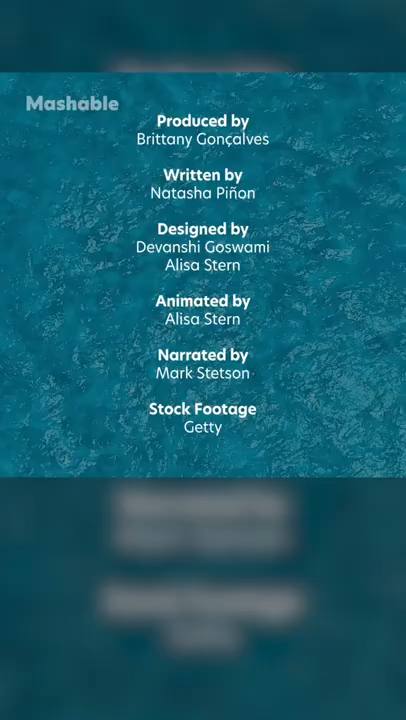 Mashable
Produced by
Brittany Gonçalves
Written by
Natasha Piñon
Designed by
Devanshi Goswami
Alisa Stern
Animated by
Alisa Stern
Narrated by
Mark Stetson
Stock Footage
Getty